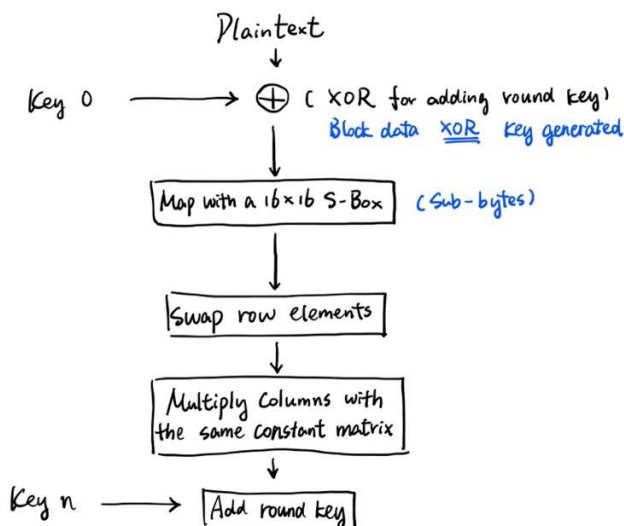 Plaintext
Key 0
( XOR for adding round key)
Block data XOR key generated
Map with a 16×16 S-Box
(Sub-bytes)
Swap row elements
Multiply Columns with
the same constant matrix
Key n
Add round key